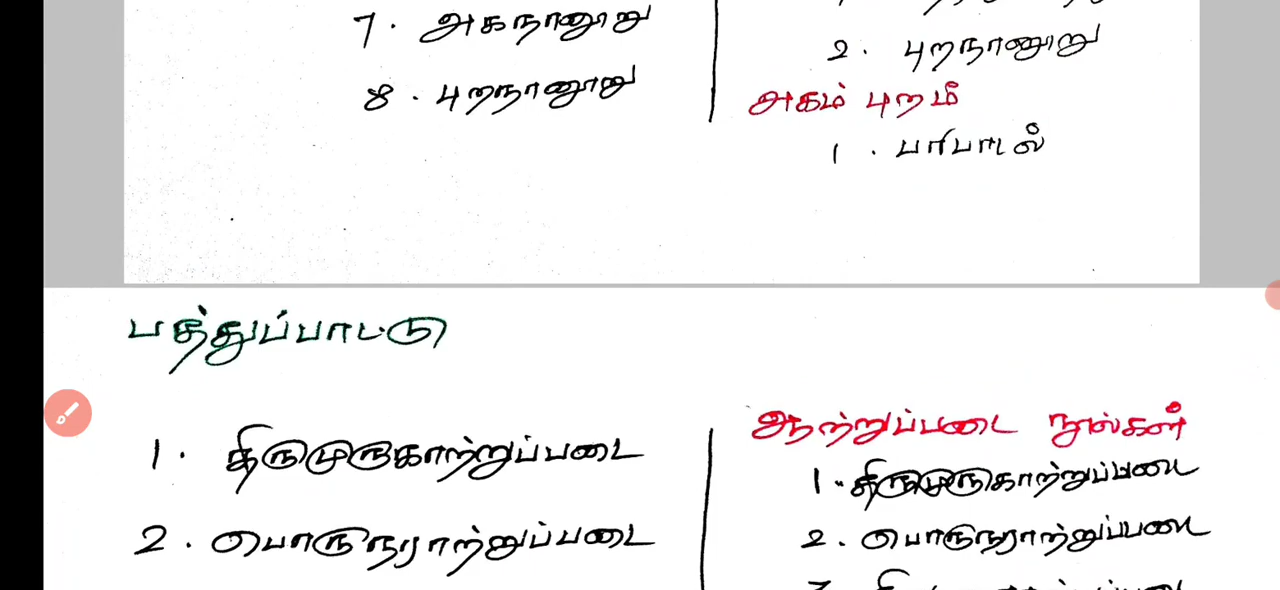 7. அகநானூறு
8. புறநானூறு
2. புறநானூறு
அகம் புறம்
1. பரிபாடல்
பத்துப்பாட்டு
1. திருமுருகாற்றுப்படை
2. பொருநராற்றுப்படை
ஆற்றுப்படை நூல்கள்
1. திருமுருகாற்றுப்படை
2. பொருநராற்றுப்படை